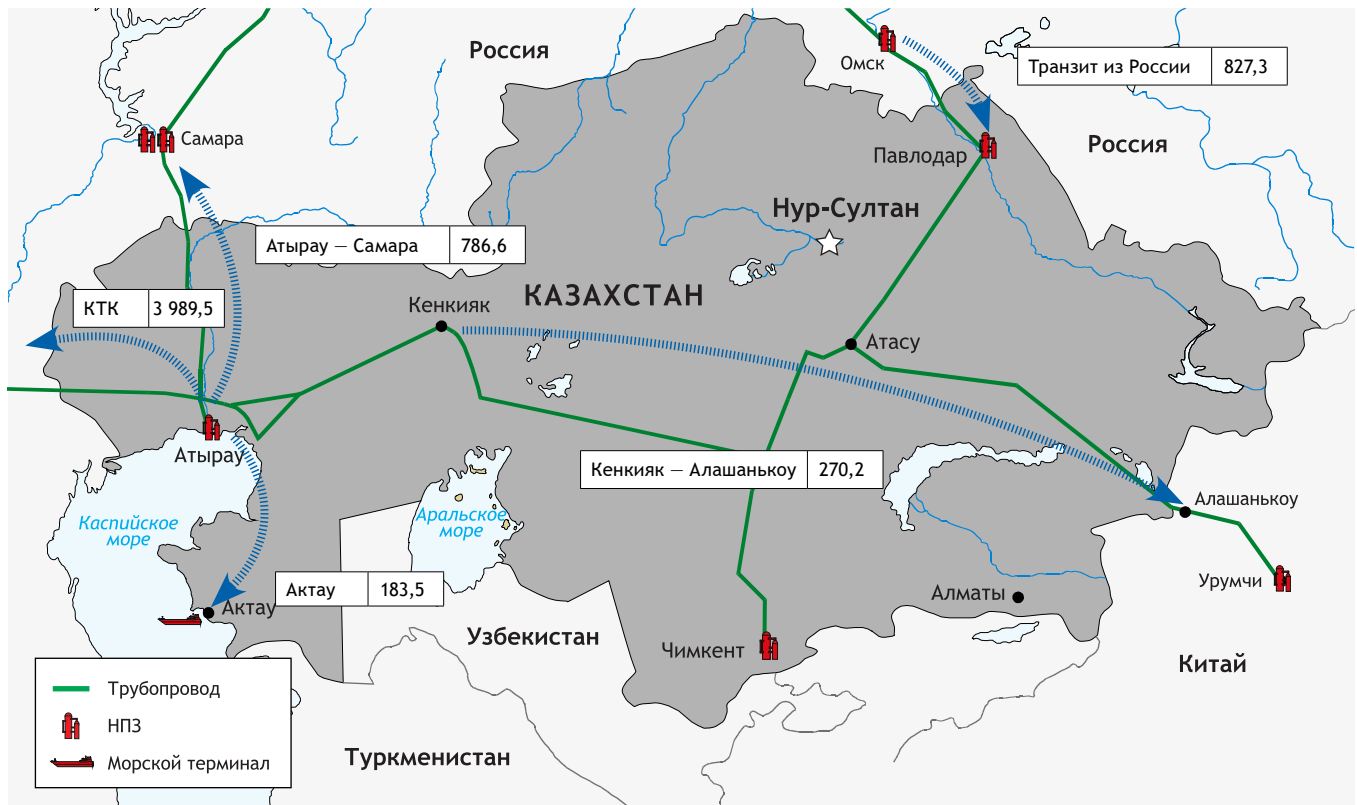 Россия
Омск
Транзит из России 827,3
Самара
Павлодар
Россия
Нур-Султан
Атырау — Самара 786,6
КТК 3 989,5
КАЗАХСТАН
Кенкияк
Атасу
Атырау
Кенкияк — Алашанькоу 270,2
Алашанькоу
Каспийское
море
Аральское
море
Актау 183,5
Актау
Алматы
Урумчи
Узбекистан
Чимкент
Китай
Трубопровод
НПЗ
Морской терминал
Туркменистан